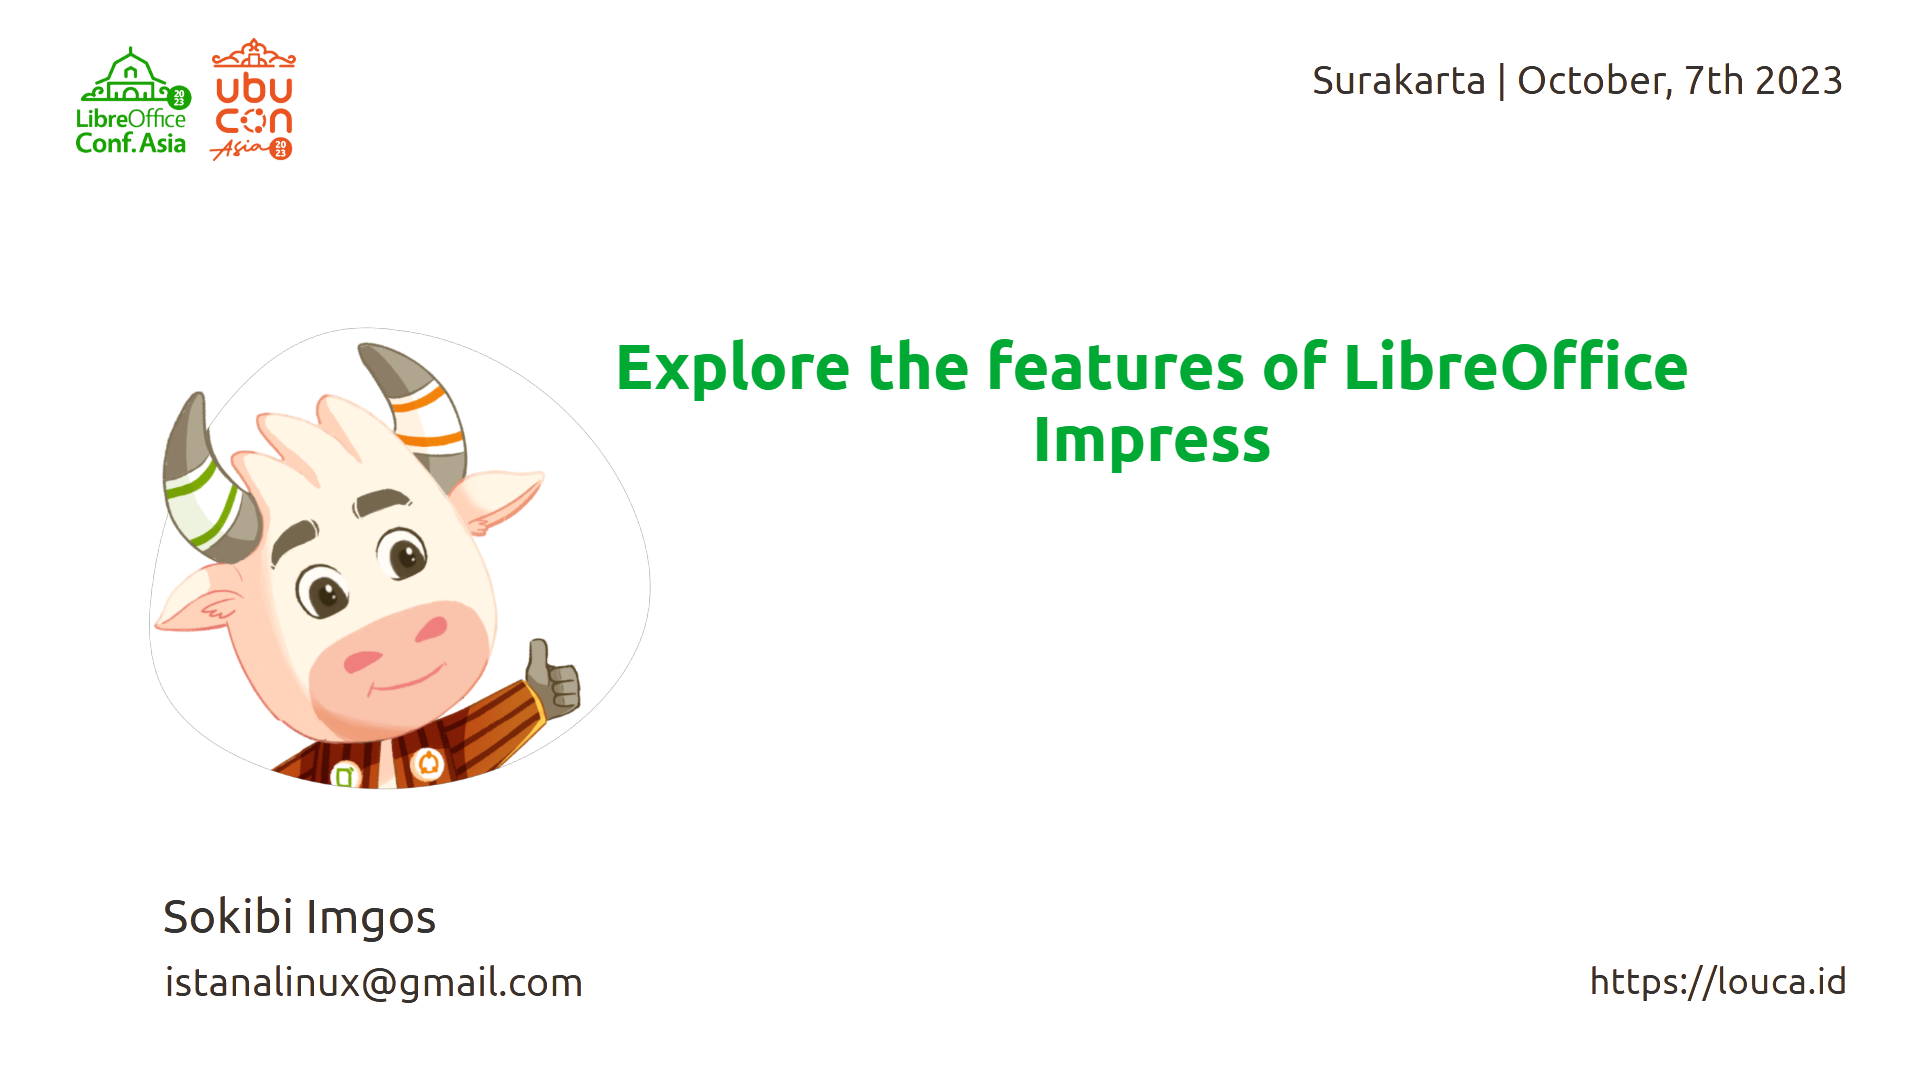 2023
LibreOffice
Conf. Asia
ubu
con
Asia 2023
Surakarta | October, 7th 2023
Explore the features of LibreOffice
Impress
Sokibi Imgos
istanalinux@gmail.com
https://louca.id